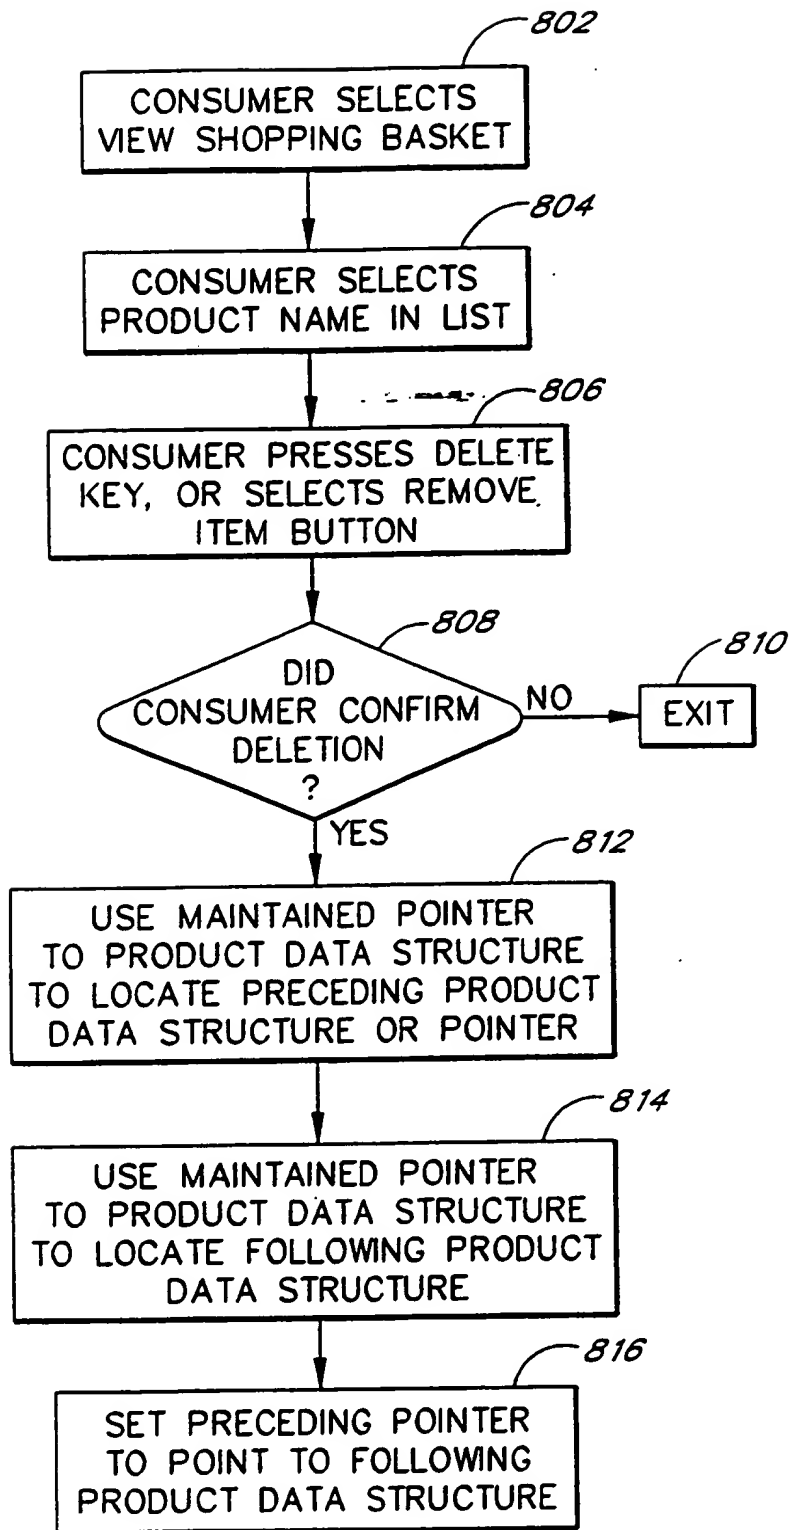 802
CONSUMER SELECTS
VIEW SHOPPING BASKET
804
CONSUMER SELECTS
PRODUCT NAME IN LIST
806
CONSUMER PRESSES DELETE
KEY, OR SELECTS REMOVE
ITEM BUTTON
808
DID
CONSUMER CONFIRM
DELETION
?
NO
810
EXIT
YES
812
USE MAINTAINED POINTER
TO PRODUCT DATA STRUCTURE
TO LOCATE PRECEDING PRODUCT
DATA STRUCTURE OR POINTER
814
USE MAINTAINED POINTER
TO PRODUCT DATA STRUCTURE
TO LOCATE FOLLOWING PRODUCT
DATA STRUCTURE
816
SET PRECEDING POINTER
TO POINT TO FOLLOWING
PRODUCT DATA STRUCTURE